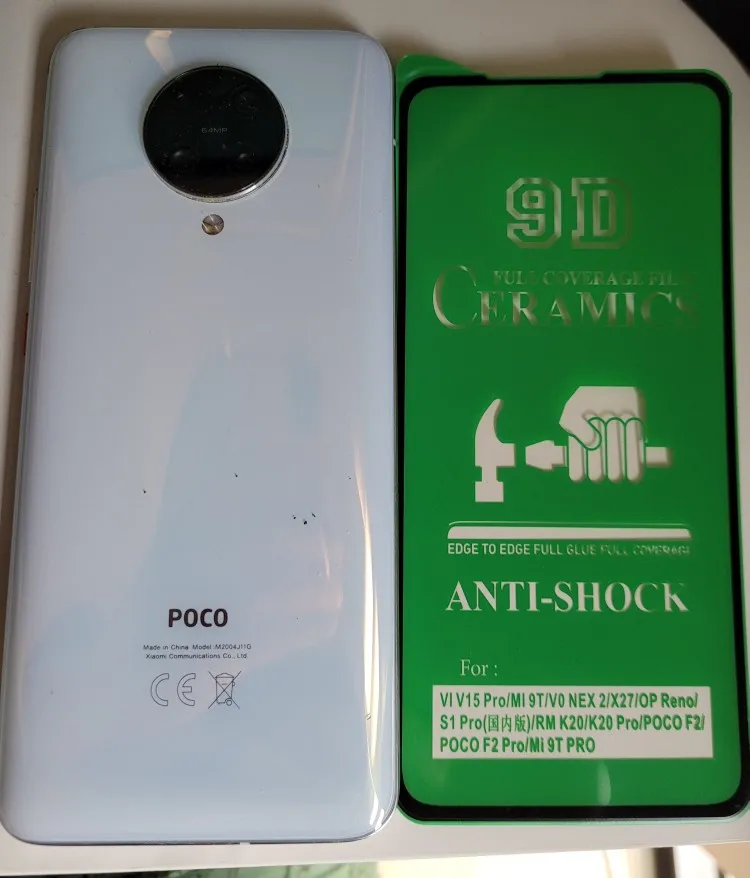 64MP
POCO
Made in China Model:M2004J11G
Xiaomi Communications Co., Ltd.
CE
9D
FULL COVERAGE FILM
CERAMICS
EDGE TO EDGE FULL GLUE FULL COVERAGE
ANTI-SHOCK
For :
VI V15 Pro/MI 9T/V0 NEX 2/X27/OP Reno/
S1 Pro(国内版)/RM K20/K20 Pro/POCO F2/
POCO F2 Pro/Mi 9T PRO